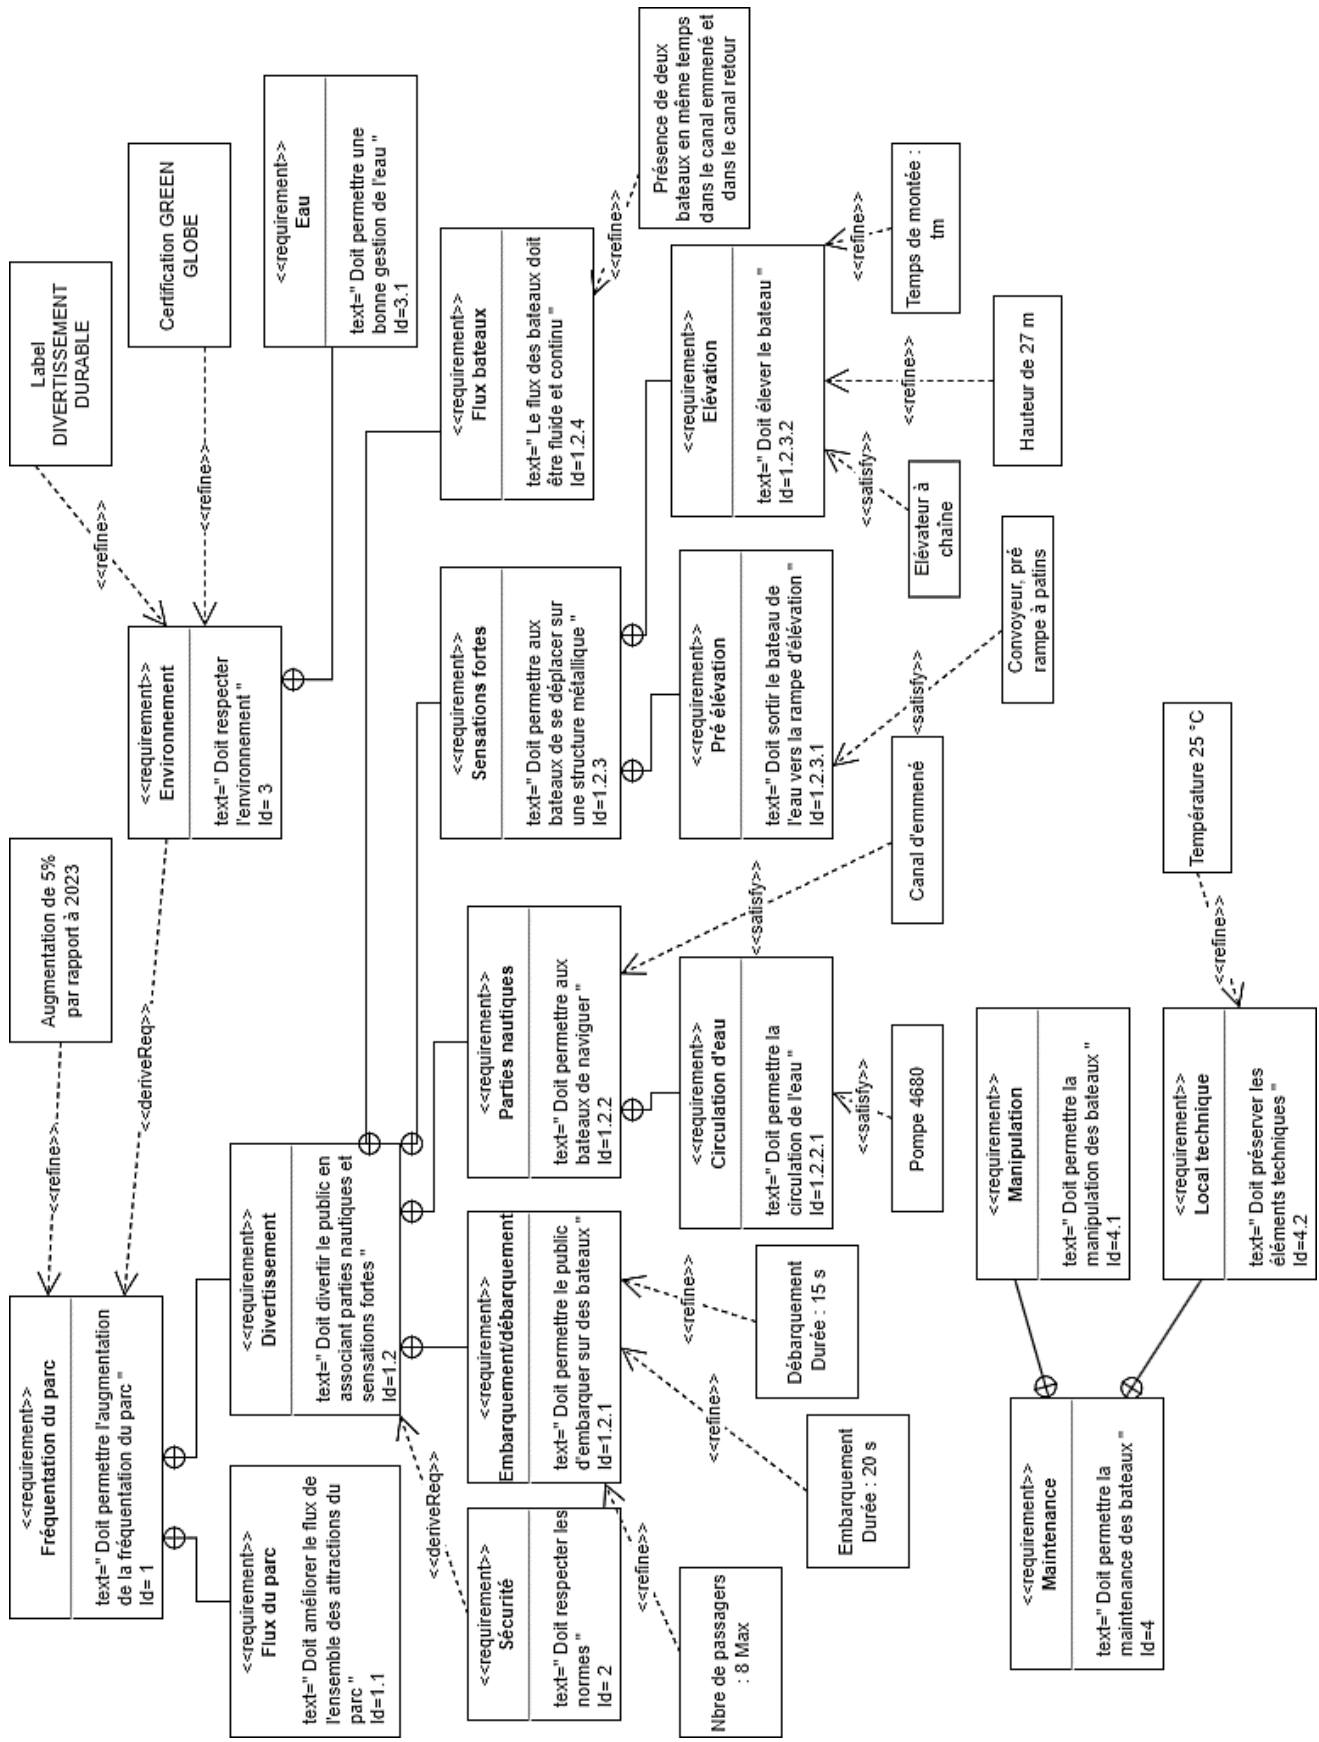 <<requirement>>
Fréquentation du parc
text=" Doit permettre l'augmentation
de la fréquentation du parc "
Id= 1
Augmentation de 5%
par rapport à 2023
<<refine>>
Label
DIVERTISSEMENT
DURABLE
<<refine>>
<<deriveReq>>
<<requirement>>
Environnement
text=" Doit respecter
l'environnement "
Id= 3
<<refine>>
Certification GREEN
GLOBE
<<requirement>>
Flux du parc
text=" Doit améliorer le flux de
l'ensemble des attractions du
parc "
Id=1.1
<<requirement>>
Divertissement
text=" Doit divertir le public en
associant parties nautiques et
sensations fortes "
Id=1.2
<<requirement>>
Eau
text=" Doit permettre une
bonne gestion de l'eau "
Id=3.1
<<deriveReq>>
<<requirement>>
Sécurité
text=" Doit respecter les
normes "
Id= 2
<<requirement>>
Embarquement/débarquement
text=" Doit permettre le public
d'embarquer sur des bateaux "
Id=1.2.1
<<requirement>>
Parties nautiques
text=" Doit permettre aux
bateaux de naviguer "
Id=1.2.2
<<requirement>>
Sensations fortes
text=" Doit permettre aux
bateaux de se déplacer sur
une structure métallique "
Id=1.2.3
<<requirement>>
Flux bateaux
text=" Le flux des bateaux doit
être fluide et continu "
Id=1.2.4
<<refine>>
<<refine>>
<<refine>>
<<refine>>
Présence de deux
bateaux en même temps
dans le canal emmené et
dans le canal retour
Nbre de passagers
: 8 Max
Embarquement
Durée : 20 s
Débarquement
Durée : 15 s
<<requirement>>
Circulation d'eau
text=" Doit permettre la
circulation de l'eau "
Id=1.2.2.1
<<satisfy>>
<<requirement>>
Pré élévation
text=" Doit sortir le bateau de
l'eau vers la rampe d'élévation "
Id=1.2.3.1
<<requirement>>
Elévation
text=" Doit élever le bateau "
Id=1.2.3.2
<<satisfy>>
<satisfy>>
<<satisfy>>
<<refine>>
<<refine>>
Pompe 4680
Canal d'emmené
Convoyeur, pré
rampe à patins
Elévateur à
chaîne
Hauteur de 27 m
Temps de montée :
tm
<<requirement>>
Maintenance
text=" Doit permettre la
maintenance des bateaux "
Id=4
<<requirement>>
Manipulation
text=" Doit permettre la
manipulation des bateaux "
Id=4.1
<<requirement>>
Local technique
text=" Doit préserver les
éléments techniques "
Id=4.2
<<refine>>
Température 25 °C